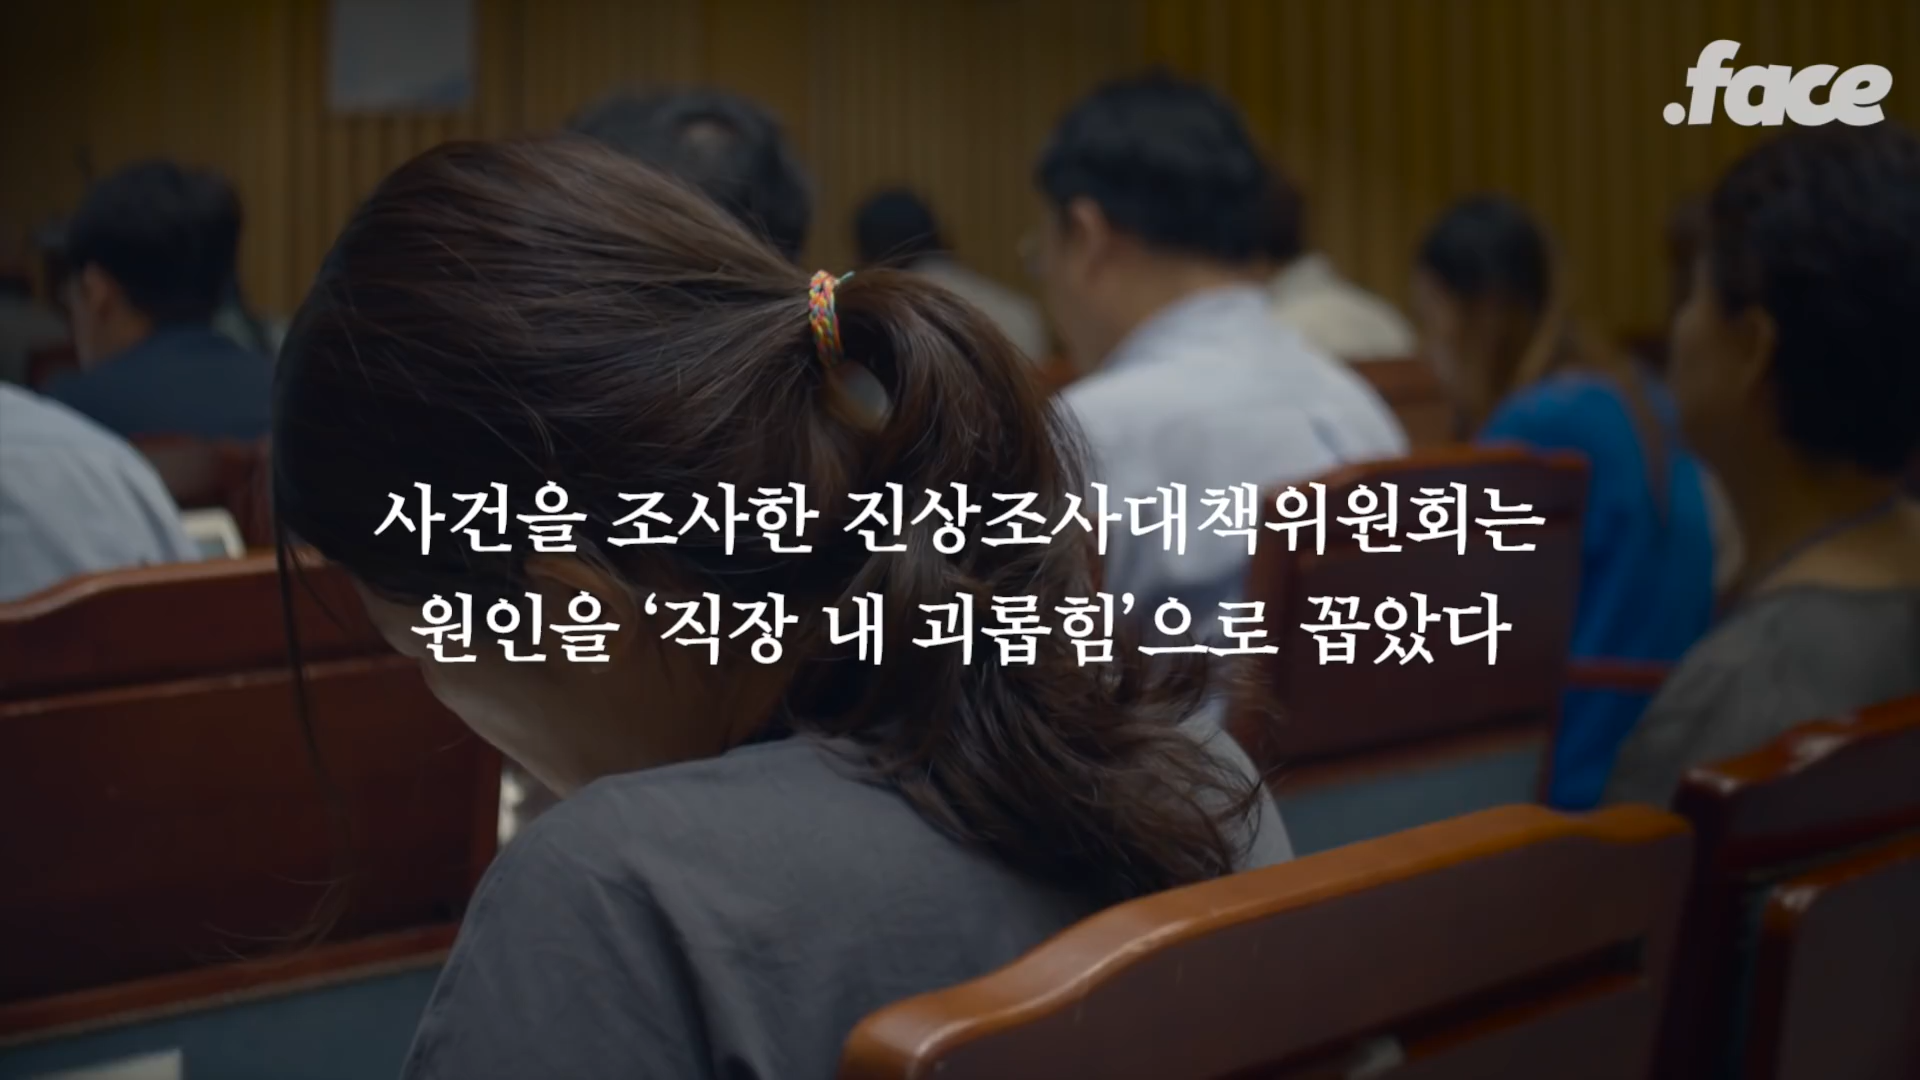 .face
사건을 조사한 진상조사대책위원회는
원인을 ‘직장 내 괴롭힘’으로 꼽았다